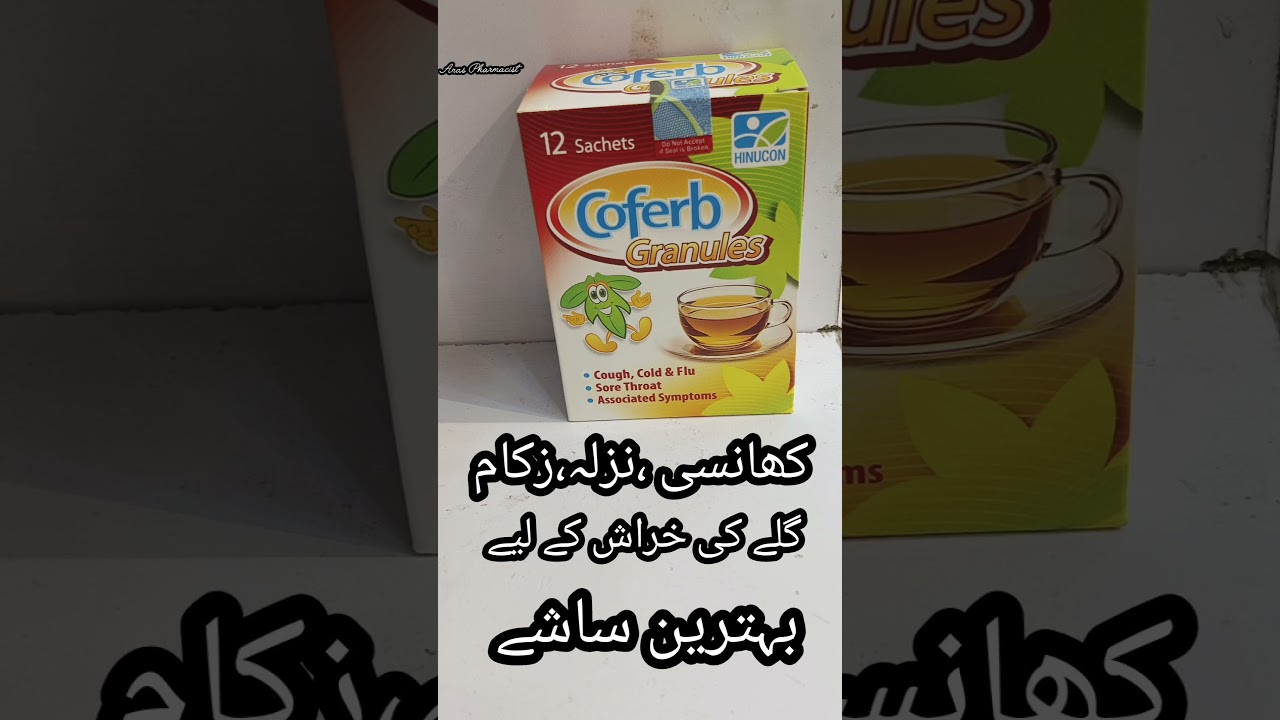 Anas Pharmacist
12 Sachets
Coferb
Granules
12 Sachets
Do Not Accept
if Seal is Broken
HINUCON
Coferb
Granules
Cough, Cold & Flu
Sore Throat
Associated Symptoms
کھانسی ،نزلہ،زکام
گلے کی خراش کے لیے
بہترین ساشے